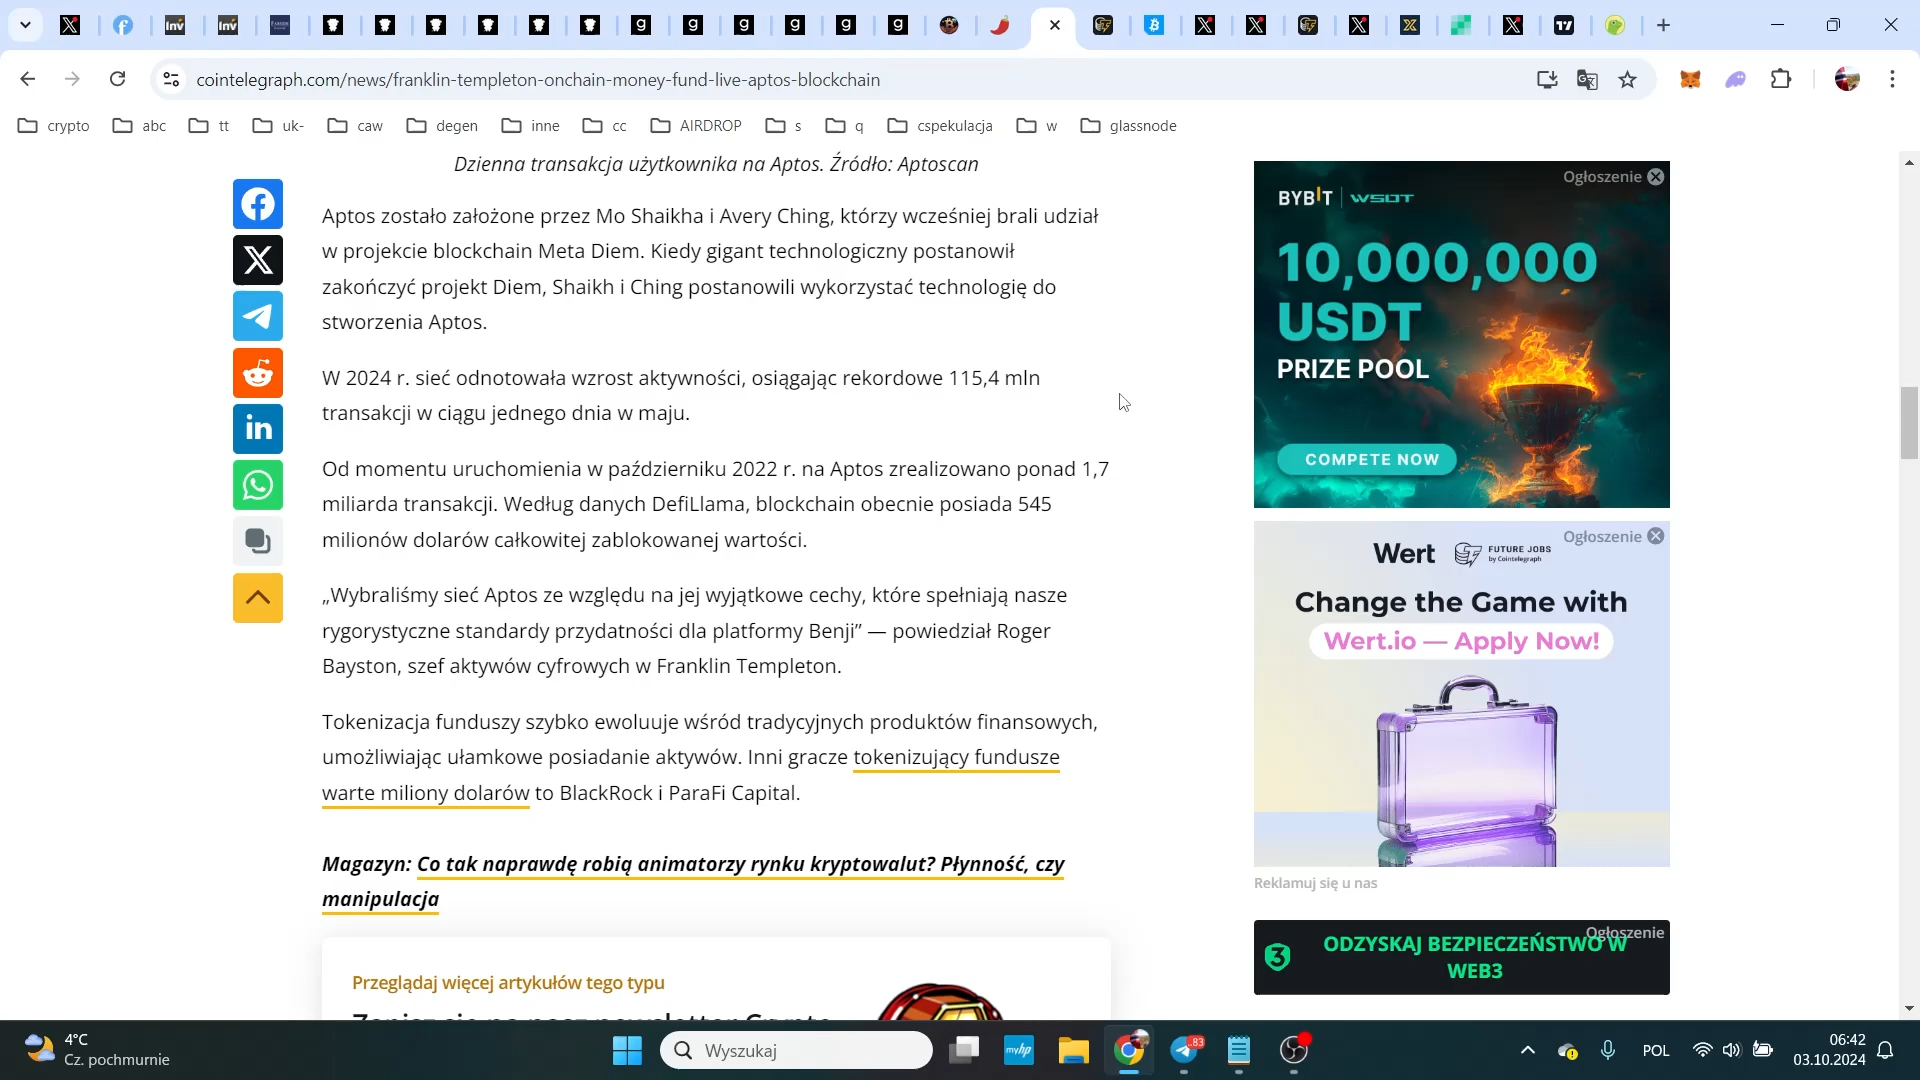 cointelegraph.com/news/franklin-templeton-onchain-money-fund-live-aptos-blockchain
crypto abc tt uk- caw degen inne cc AIRDROP s q cspekulacja w glassnode
Dzienna transakcja użytkownika na Aptos. Źródło: Aptoscan
Aptos zostało założone przez Mo Shaikha i Avery Ching, którzy wcześniej brali udział
w projekcie blockchain Meta Diem. Kiedy gigant technologiczny postanowił
zakończyć projekt Diem, Shaikh i Ching postanowili wykorzystać technologię do
stworzenia Aptos.
W 2024 r. sieć odnotowała wzrost aktywności, osiągając rekordowe 115,4 mln
transakcji w ciągu jednego dnia w maju.
Od momentu uruchomienia w październiku 2022 r. na Aptos zrealizowano ponad 1,7
miliarda transakcji. Według danych DefiLlama, blockchain obecnie posiada 545
milionów dolarów całkowitej zablokowanej wartości.
„Wybraliśmy sieć Aptos ze względu na jej wyjątkowe cechy, które spełniają nasze
rygorystyczne standardy przydatności dla platformy Benji” — powiedział Roger
Bayston, szef aktywów cyfrowych w Franklin Templeton.
Tokenizacja funduszy szybko ewoluuje wśród tradycyjnych produktów finansowych,
umożliwiając ułamkowe posiadanie aktywów. Inni gracze tokenizujący fundusze
warte miliony dolarów to BlackRock i ParaFi Capital.
Magazyn: Co tak naprawdę robią animatorzy rynku kryptowalut? Płynność, czy
manipulacja
Przeglądaj więcej artykułów tego typu
Ogłoszenie
BYBIT | WSOT
10,000,000
USDT
PRIZE POOL
COMPETE NOW
Ogłoszenie
Wert FUTURE JOBS
by Cointelegraph
Change the Game with
Wert.io — Apply Now!
Reklamuj się u nas
Ogłoszenie
ODZYSKAJ BEZPIECZEŃSTWO W
WEB3
4°C
Cz. pochmurnie
Wyszukaj
myhp
83
POL
06:42
03.10.2024